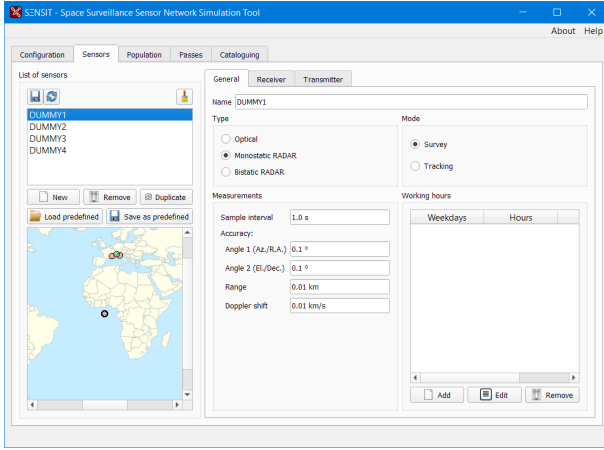 SENSIT - Space Surveillance Sensor Network Simulation Tool
About Help
Configuration Sensors Population Passes Cataloguing
List of sensors
DUMMY1
DUMMY2
DUMMY3
DUMMY4
New Remove Duplicate
Load predefined Save as predefined
General Receiver Transmitter
Name DUMMY1
Type
Optical
Monostatic RADAR
Bistatic RADAR
Mode
Survey
Tracking
Measurements
Sample interval 1.0 s
Accuracy:
Angle 1 (Az./R.A.) 0.1 º
Angle 2 (El./Dec.) 0.1 º
Range 0.01 km
Doppler shift 0.01 km/s
Working hours
Weekdays Hours
Add Edit Remove